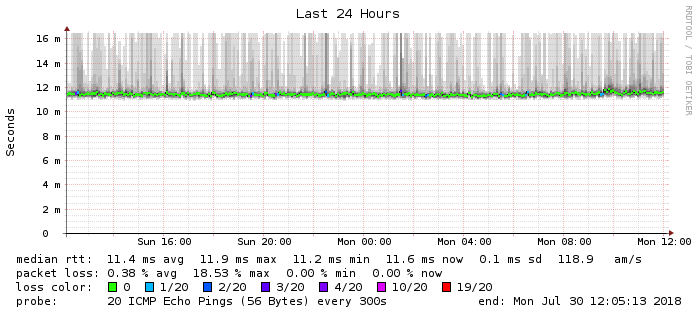 Last 24 Hours
RRDTOOL / TOBI OETIKER
Seconds
16 m
14 m
12 m
10 m
8 m
6 m
4 m
2 m
0
Sun 16:00 Sun 20:00 Mon 00:00 Mon 04:00 Mon 08:00 Mon 12:00
median rtt: 11.4 ms avg 11.9 ms max 11.2 ms min 11.6 ms now 0.1 ms sd 118.9 am/s
packet loss: 0.38 % avg 18.53 % max 0.00 % min 0.00 % now
loss color: 0 1/20 2/20 3/20 4/20 10/20 19/20
probe: 20 ICMP Echo Pings (56 Bytes) every 300s end: Mon Jul 30 12:05:13 2018